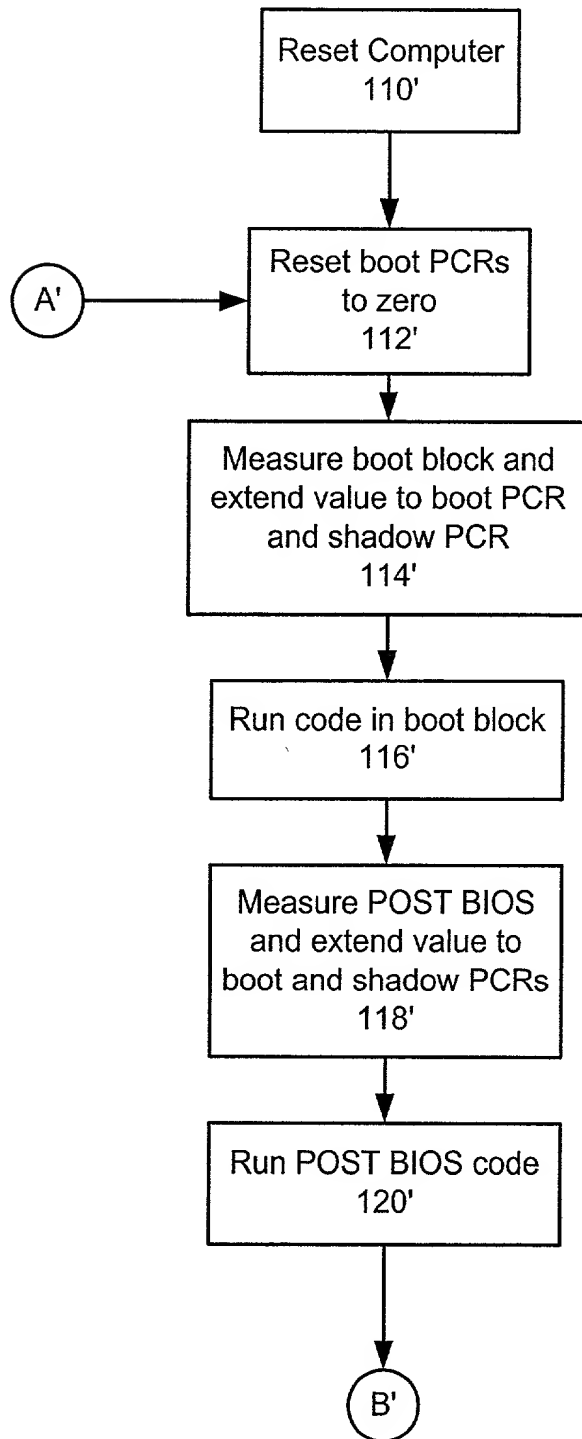 Reset Computer
110'
A'
Reset boot PCRs
to zero
112'
Measure boot block and
extend value to boot PCR
and shadow PCR
114'
Run code in boot block
116'
Measure POST BIOS
and extend value to
boot and shadow PCRs
118'
Run POST BIOS code
120'
B'